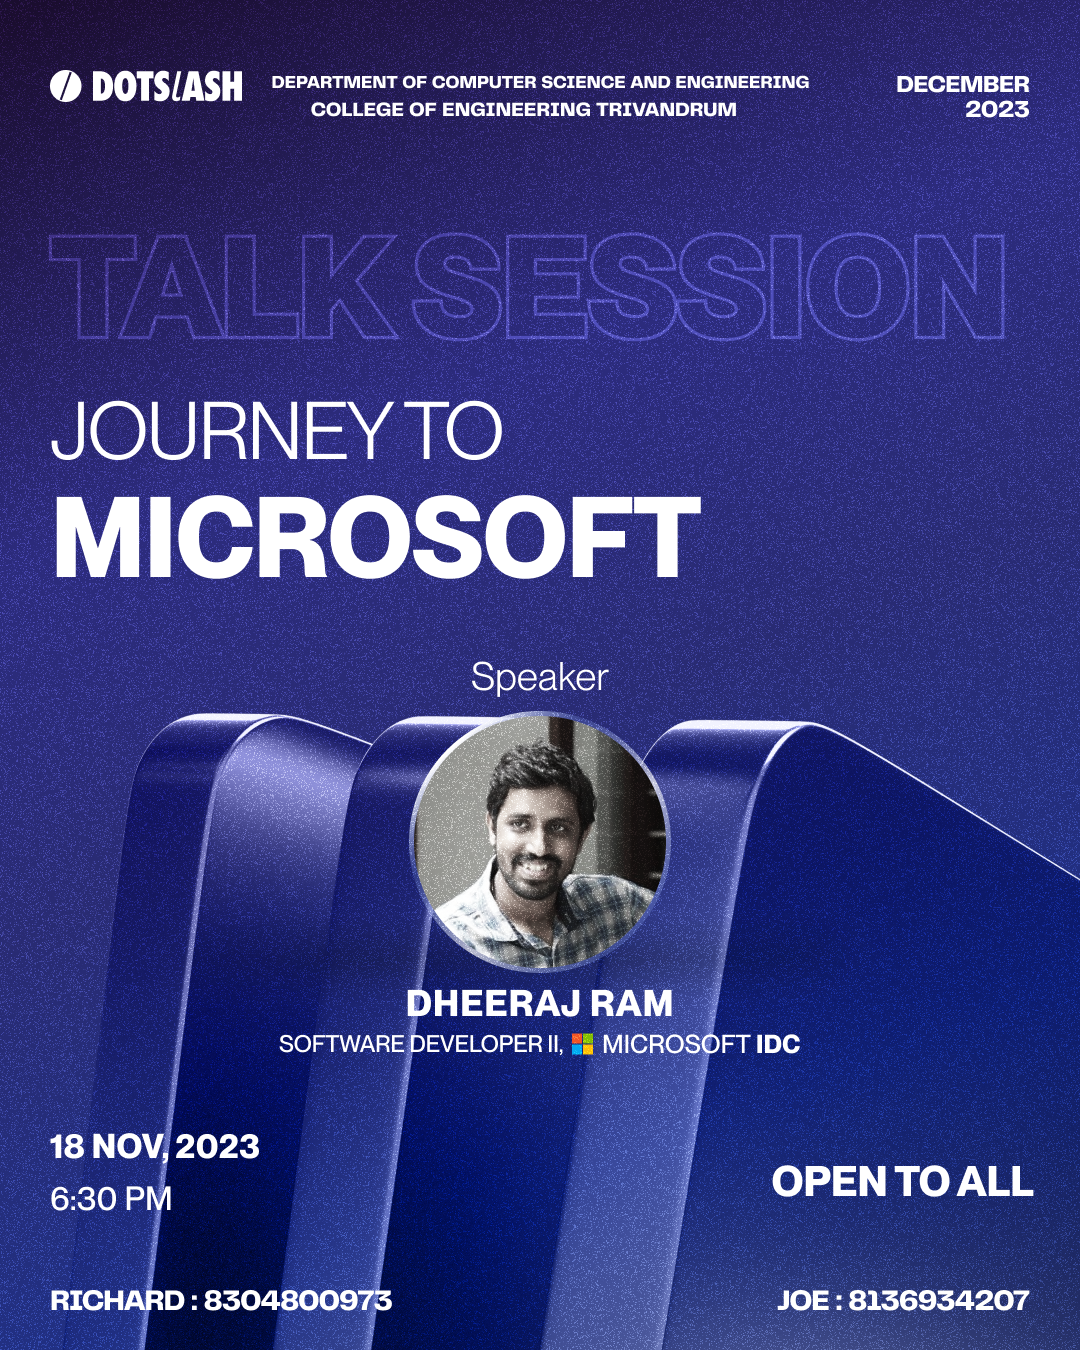 DOTS/ASH
DEPARTMENT OF COMPUTER SCIENCE AND ENGINEERING
COLLEGE OF ENGINEERING TRIVANDRUM
DECEMBER
2023
TALK SESSION
JOURNEY TO
MICROSOFT
Speaker
DHEERAJ RAM
SOFTWARE DEVELOPER II, MICROSOFT IDC
18 NOV, 2023
6:30 PM
OPEN TO ALL
RICHARD : 8304800973
JOE : 8136934207